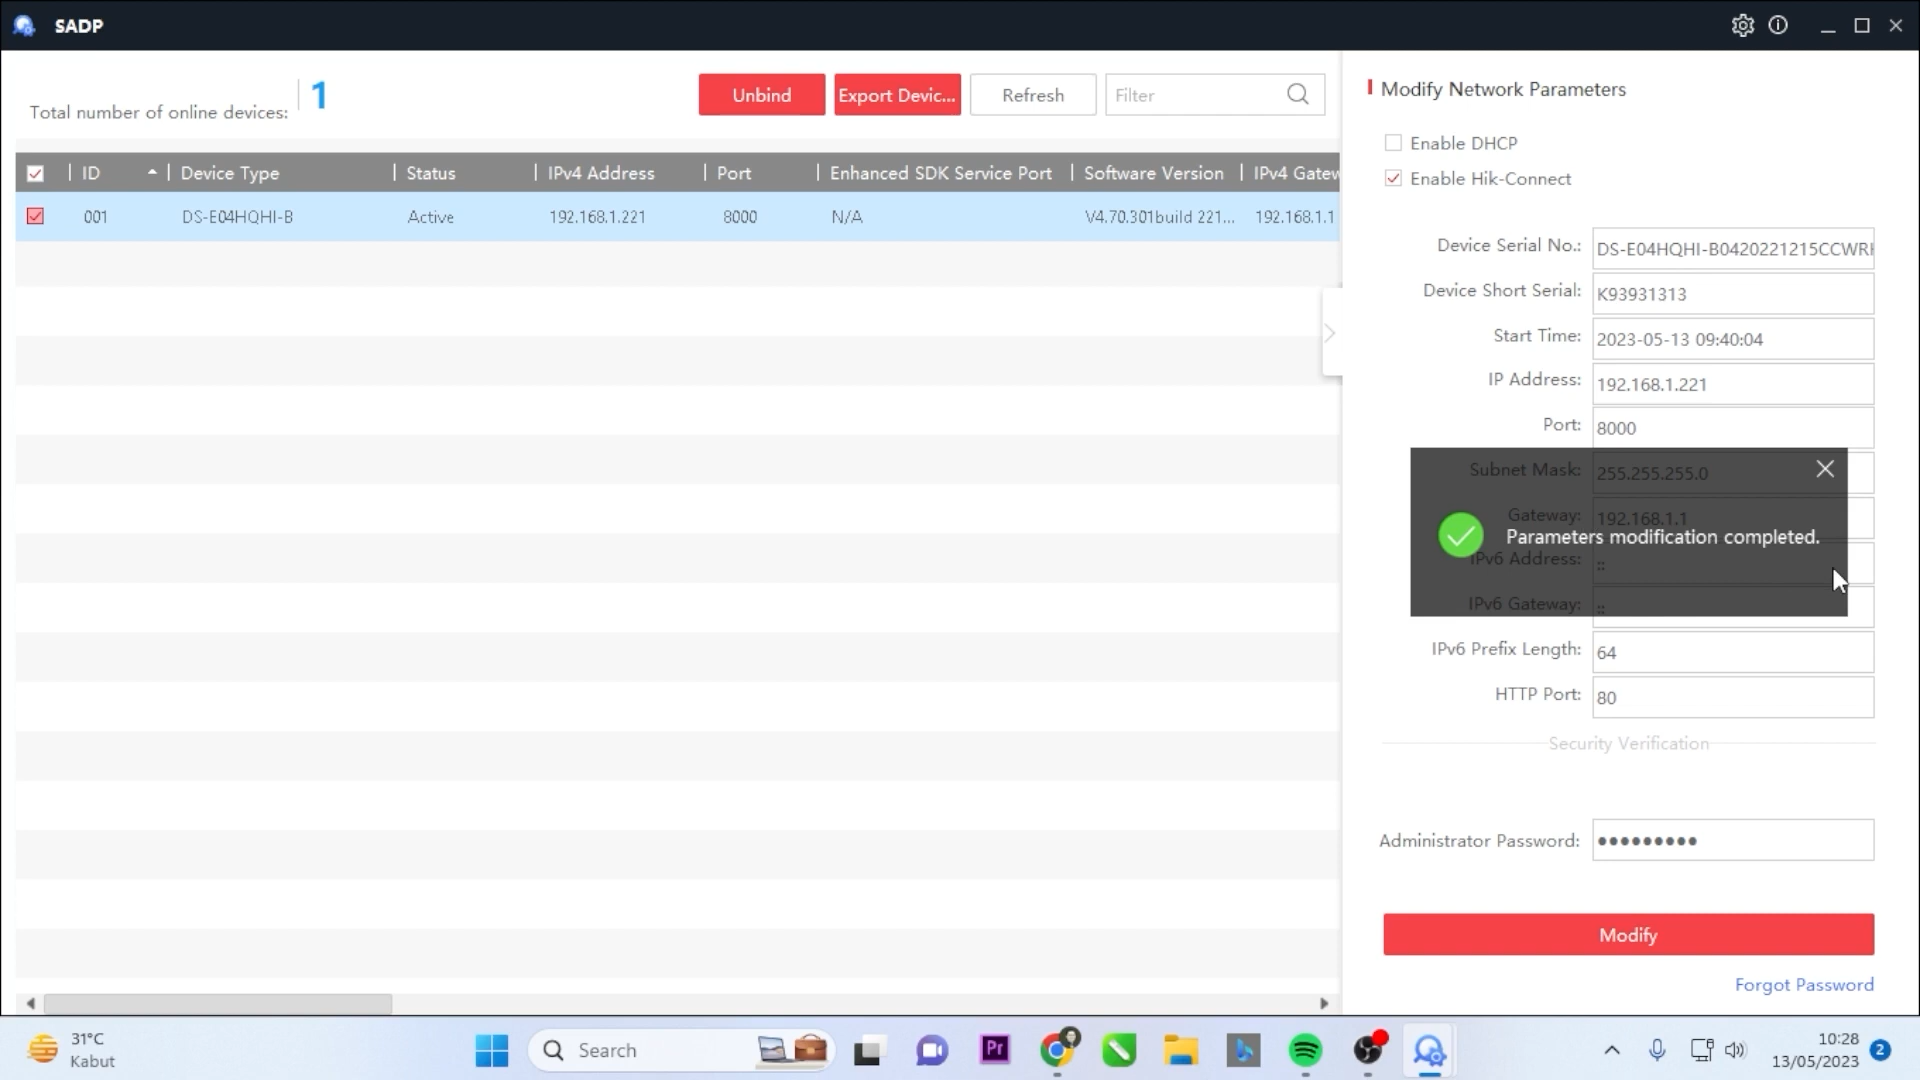 SADP
Total number of online devices: 1
Unbind
Export Devic...
Refresh
Filter
ID
Device Type
Status
IPv4 Address
Port
Enhanced SDK Service Port
Software Version
IPv4 Gatew
001
DS-E04HQHI-B
Active
192.168.1.221
8000
N/A
V4.70.301build 221...
192.168.1.1
Modify Network Parameters
Enable DHCP
Enable Hik-Connect
Device Serial No.: DS-E04HQHI-B0420221215CCWR
Device Short Serial: K93931313
Start Time: 2023-05-13 09:40:04
IP Address: 192.168.1.221
Port: 8000
Subnet Mask: 255.255.255.0
Gateway: 192.168.1.1
Parameters modification completed.
IPv6 Address: ::
IPv6 Gateway: ::
IPv6 Prefix Length: 64
HTTP Port: 80
Security Verification
Administrator Password: ●●●●●●●●●
Modify
Forgot Password
31°C
Kabut
Search
Pr
10:28
13/05/2023
2